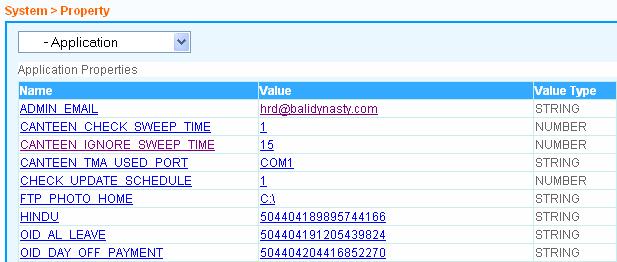 System > Property
- Application
Application Properties
Name Value Value Type
ADMIN_EMAIL hrd@balidynasty.com STRING
CANTEEN_CHECK_SWEEP_TIME 1 NUMBER
CANTEEN_IGNORE_SWEEP_TIME 15 NUMBER
CANTEEN_TMA_USED_PORT COM1 STRING
CHECK_UPDATE_SCHEDULE 1 NUMBER
FTP_PHOTO_HOME C:\ STRING
HINDU 504404189895744166 STRING
OID_AL_LEAVE 504404191205439824 STRING
OID_DAY_OFF_PAYMENT 504404204416852270 STRING